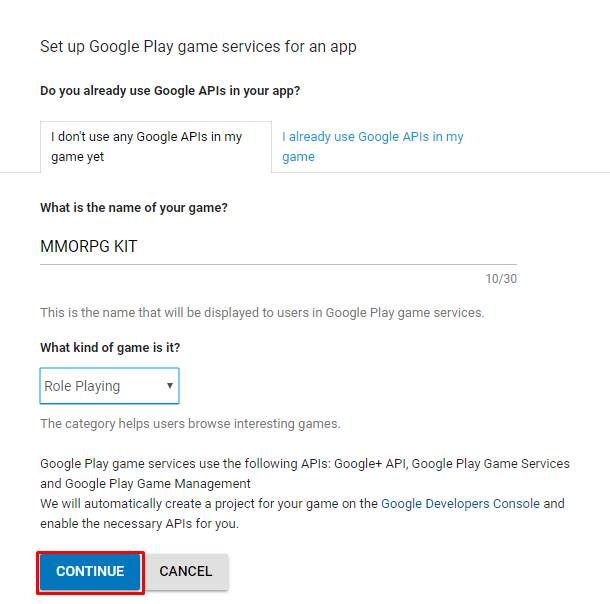 Set up Google Play game services for an app
Do you already use Google APIs in your app?
I don't use any Google APIs in my
game yet
I already use Google APIs in my
game
What is the name of your game?
MMORPG KIT
10/30
This is the name that will be displayed to users in Google Play game services.
What kind of game is it?
Role Playing
The category helps users browse interesting games.
Google Play game services use the following APIs: Google+ API, Google Play Game Services
and Google Play Game Management
We will automatically create a project for your game on the Google Developers Console and
enable the necessary APIs for you.
CONTINUE CANCEL